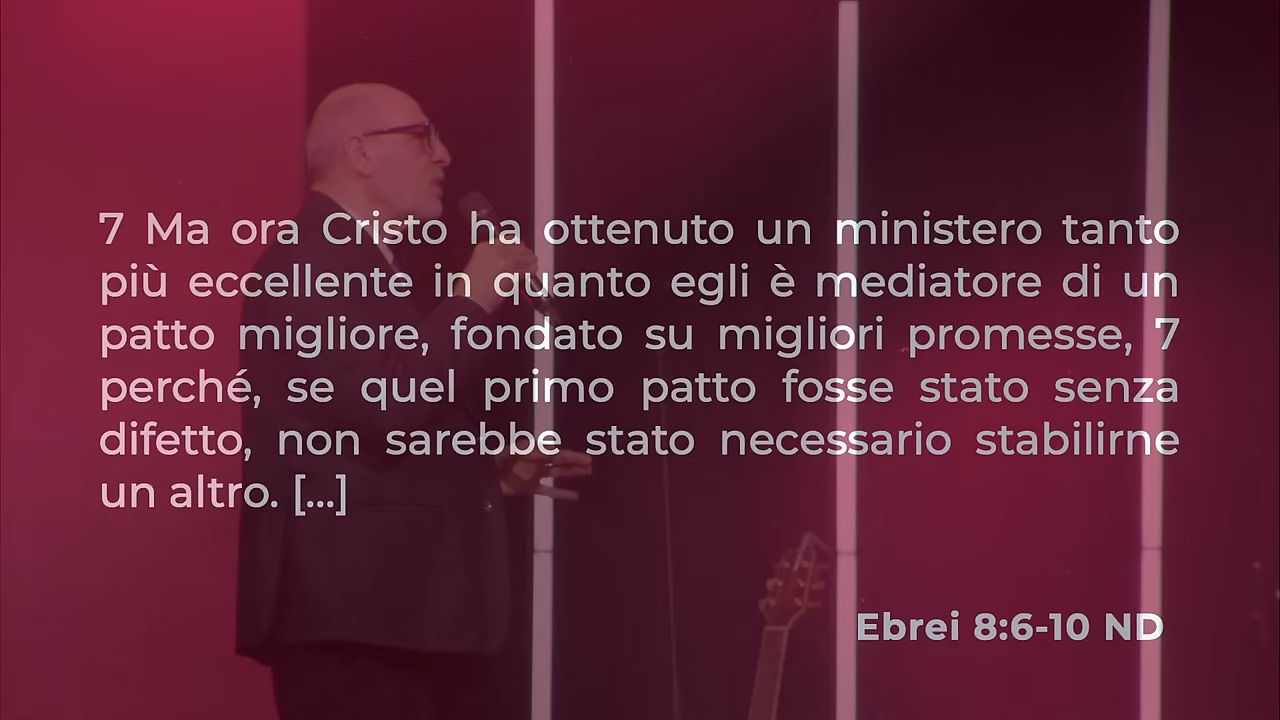 7 Ma ora Cristo ha ottenuto un ministero tanto
più eccellente in quanto egli è mediatore di un
patto migliore, fondato su migliori promesse, 7
perché, se quel primo patto fosse stato senza
difetto, non sarebbe stato necessario stabilirne
un altro. [...]
Ebrei 8:6-10 ND